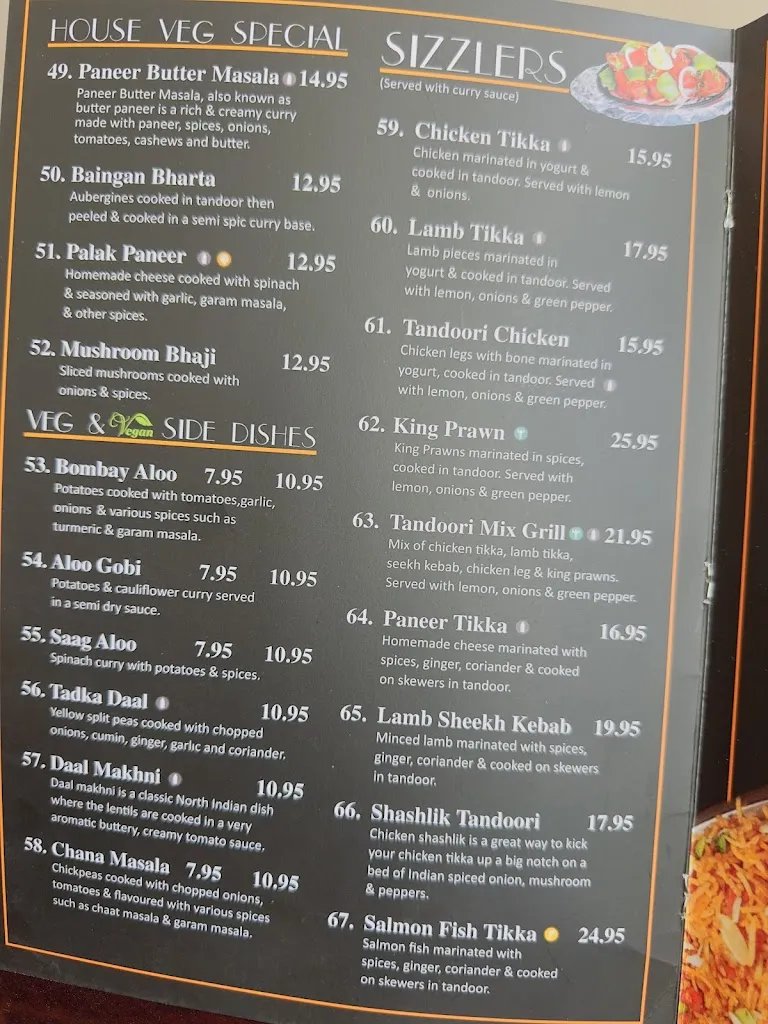 HOUSE VEG SPECIAL
49. Paneer Butter Masala 14.95
Paneer Butter Masala, also known as
butter paneer is a rich & creamy curry
made with paneer, spices, onions,
tomatoes, cashews and butter.
50. Baingan Bharta 12.95
Aubergines cooked in tandoor then
peeled & cooked in a semi spic curry base.
51. Palak Paneer 12.95
Homemade cheese cooked with spinach
& seasoned with garlic, garam masala,
& other spices.
52. Mushroom Bhaji 12.95
Sliced mushrooms cooked with
onions & spices.
VEG & Vegan SIDE DISHES
53. Bombay Aloo 7.95 10.95
Potatoes cooked with tomatoes,garlic,
onions & various spices such as
turmeric & garam masala.
54. Aloo Gobi 7.95 10.95
Potatoes & cauliflower curry served
in a semi dry sauce.
55. Saag Aloo 7.95 10.95
Spinach curry with potatoes & spices.
56. Tadka Daal 10.95
Yellow split peas cooked with chopped
onions, cumin, ginger, garlic and coriander.
57. Daal Makhni 10,95
Daal makhni is a classic North Indian dish
where the lentils are cooked in a very
aromatic buttery, creamy tomato sauce.
58. Chana Masala 7.95 10.95
Chickpeas cooked with chopped onions,
tomatoes & flavoured with various spices
such as chaat masala & garam masala.
SIZZLERS
(Served with curry sauce)
59. Chicken Tikka 15.95
Chicken marinated in yogurt &
cooked in tandoor. Served with lemon
& onions.
60. Lamb Tikka 17.95
Lamb pieces marinated in
yogurt & cooked in tandoor. Served
with lemon, onions & green pepper.
61. Tandoori Chicken 15.95
Chicken legs with bone marinated in
yogurt, cooked in tandoor. Served
with lemon, onions & green pepper.
62. King Prawn 25.95
King Prawns marinated in spices,
cooked in tandoor. Served with
lemon, onions & green pepper.
63. Tandoori Mix Grill 21.95
Mix of chicken tikka, lamb tikka,
seekh kebab, chicken leg & king prawns.
Served with lemon, onions & green pepper.
64. Paneer Tikka 16.95
Homemade cheese marinated with
spices, ginger, coriander & cooked
on skewers in tandoor.
65. Lamb Sheekh Kebab 19.95
Minced lamb marinated with spices,
ginger, coriander & cooked on skewers
in tandoor.
66. Shashlik Tandoori 17.95
Chicken shashlik is a great way to kick
your chicken tikka up a big notch on a
bed of Indian spiced onion, mushroom
& peppers.
67. Salmon Fish Tikka 24.95
Salmon fish marinated with
spices, ginger, coriander & cooked
on skewers in tandoor.